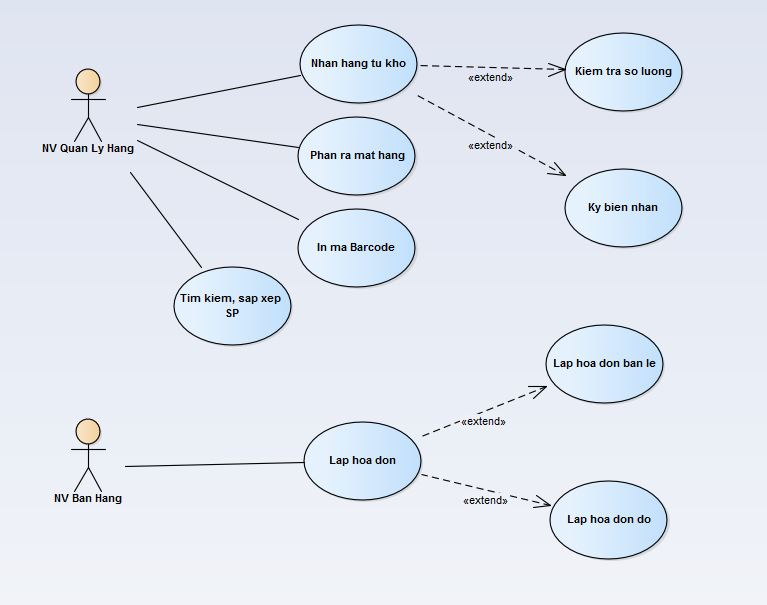 Nhan hang tu kho
«extend»
Kiem tra so luong
NV Quan Ly Hang
Phan ra mat hang
«extend»
Ky bien nhan
In ma Barcode
Tim kiem, sap xep
SP
Lap hoa don ban le
«extend»
NV Ban Hang
Lap hoa don
«extend»
Lap hoa don do